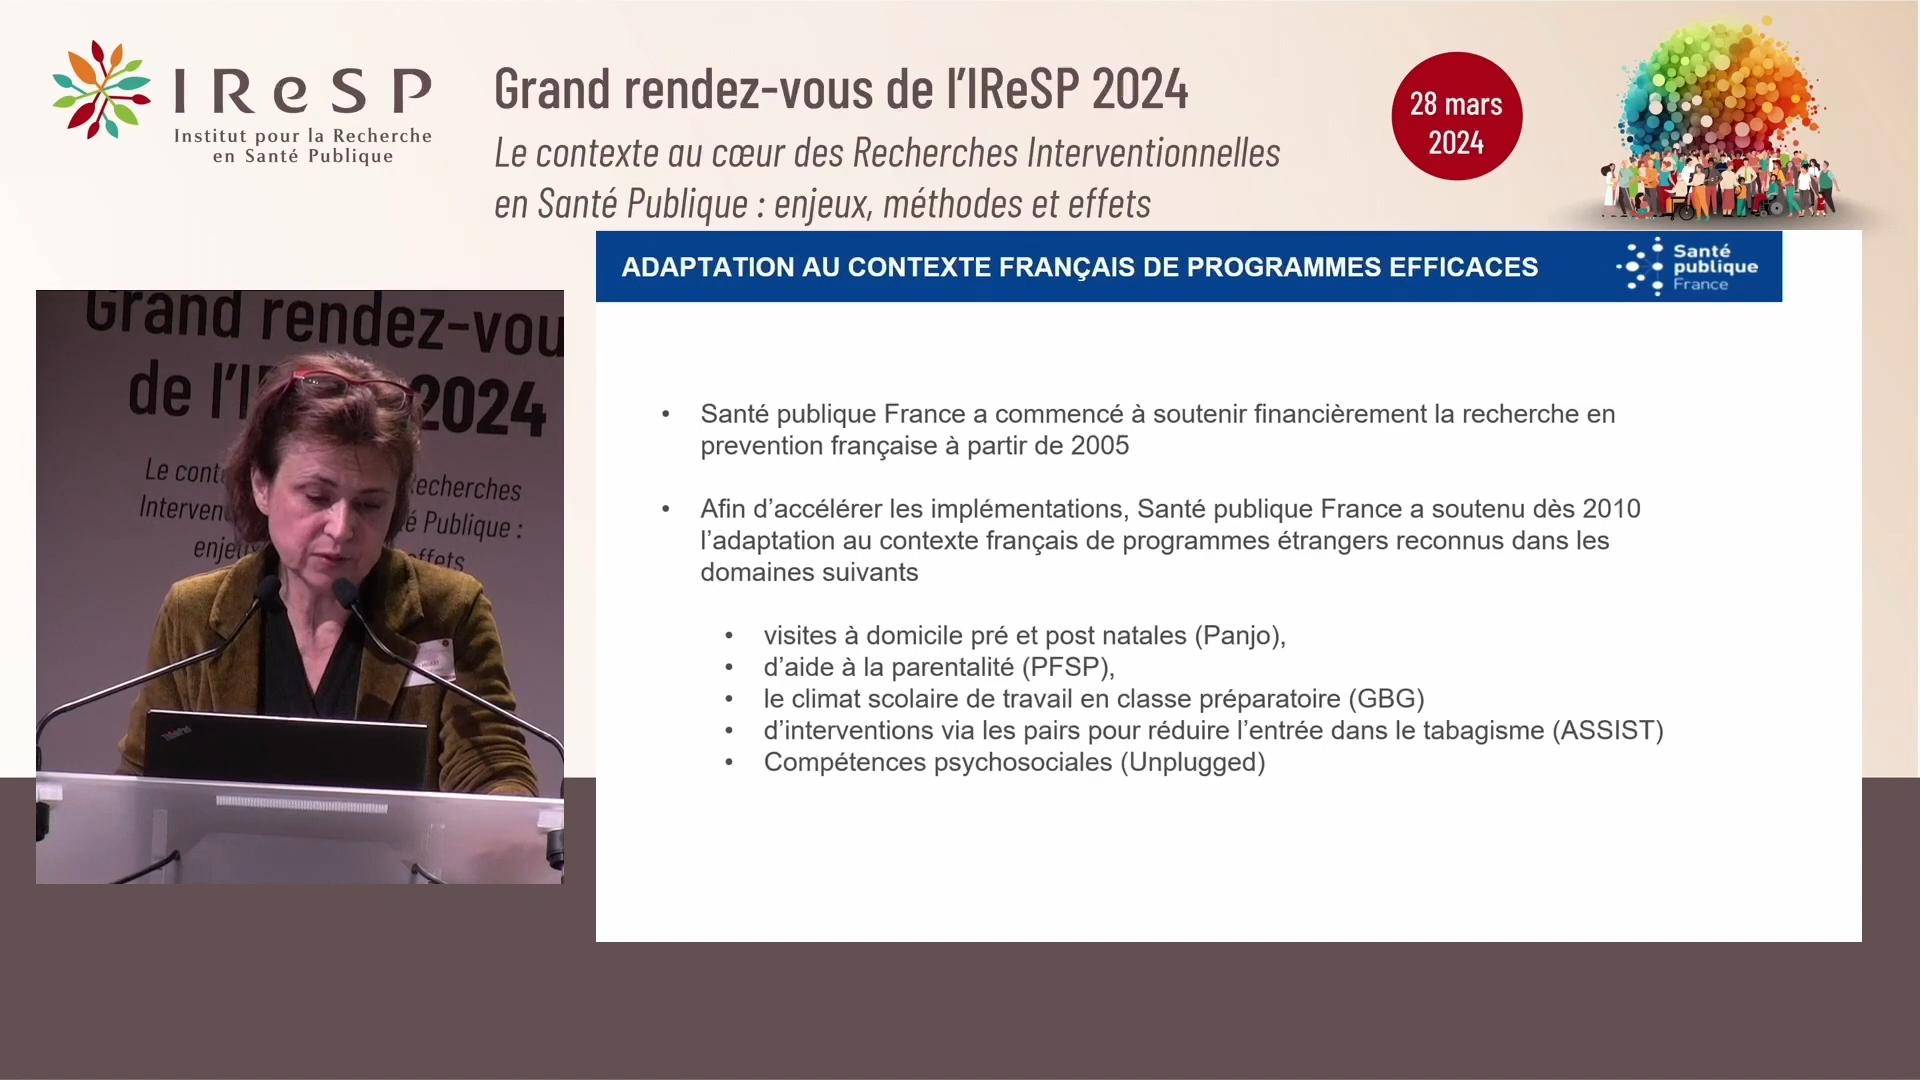 IReSP
Institut pour la Recherche
en Santé Publique
Grand rendez-vous de l’IReSP 2024
Le contexte au cœur des Recherches Interventionnelles
en Santé Publique : enjeux, méthodes et effets
28 mars
2024
ADAPTATION AU CONTEXTE FRANÇAIS DE PROGRAMMES EFFICACES
Santé
publique
France
• Santé publique France a commencé à soutenir financièrement la recherche en
prevention française à partir de 2005
• Afin d’accélérer les implémentations, Santé publique France a soutenu dès 2010
l’adaptation au contexte français de programmes étrangers reconnus dans les
domaines suivants
• visites à domicile pré et post natales (Panjo),
• d’aide à la parentalité (PFSP),
• le climat scolaire de travail en classe préparatoire (GBG)
• d’interventions via les pairs pour réduire l’entrée dans le tabagisme (ASSIST)
• Compétences psychosociales (Unplugged)
Grand rendez-vou
de l’I 2024
Le cont echerches
Interven é Publique :
enjeu ffets
ThinkPad